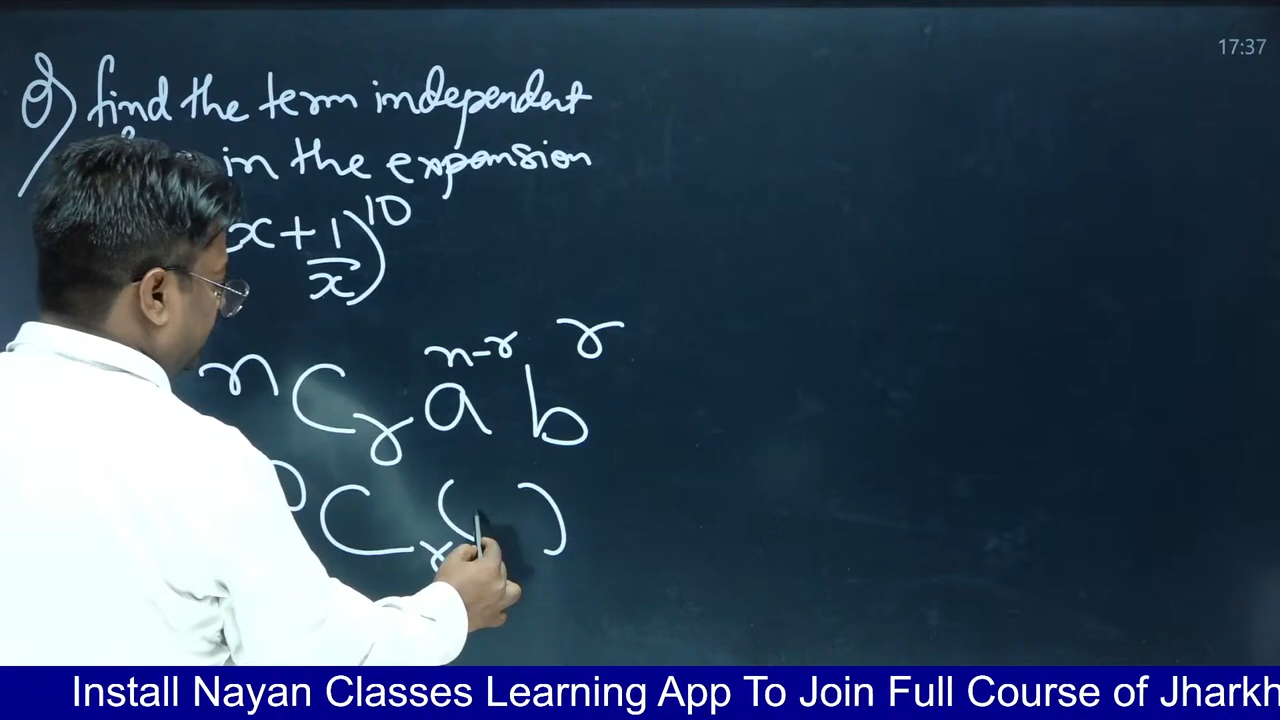 17:37
Q) find the term independent
in the expansion
x + 1/x)^10
nCr a^n-r b^r
0Cr ( )
Install Nayan Classes Learning App To Join Full Course of Jharkh